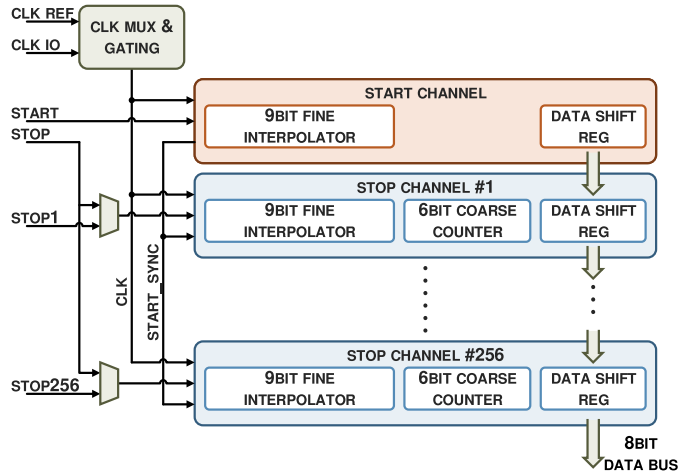 CLK REF
CLK IO
CLK MUX &
GATING
START CHANNEL
START
STOP
9BIT FINE
INTERPOLATOR
DATA SHIFT
REG
STOP CHANNEL #1
STOP1
9BIT FINE
INTERPOLATOR
6BIT COARSE
COUNTER
DATA SHIFT
REG
CLK
START_SYNC
STOP CHANNEL #256
STOP256
9BIT FINE
INTERPOLATOR
6BIT COARSE
COUNTER
DATA SHIFT
REG
8BIT
DATA BUS